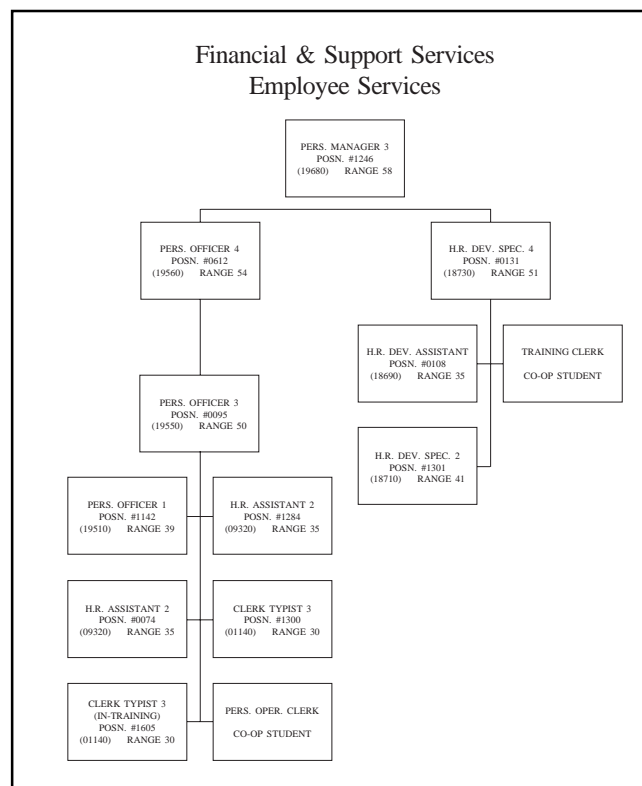 Financial & Support Services
Employee Services
PERS. MANAGER 3
POSN. #1246
(19680) RANGE 58
PERS. OFFICER 4
POSN. #0612
(19560) RANGE 54
H.R. DEV. SPEC. 4
POSN. #0131
(18730) RANGE 51
H.R. DEV. ASSISTANT
POSN. #0108
(18690) RANGE 35
TRAINING CLERK
CO-OP STUDENT
PERS. OFFICER 3
POSN. #0095
(19550) RANGE 50
H.R. DEV. SPEC. 2
POSN. #1301
(18710) RANGE 41
PERS. OFFICER 1
POSN. #1142
(19510) RANGE 39
H.R. ASSISTANT 2
POSN. #1284
(09320) RANGE 35
H.R. ASSISTANT 2
POSN. #0074
(09320) RANGE 35
CLERK TYPIST 3
POSN. #1300
(01140) RANGE 30
CLERK TYPIST 3
(IN-TRAINING)
POSN. #1605
(01140) RANGE 30
PERS. OPER. CLERK
CO-OP STUDENT